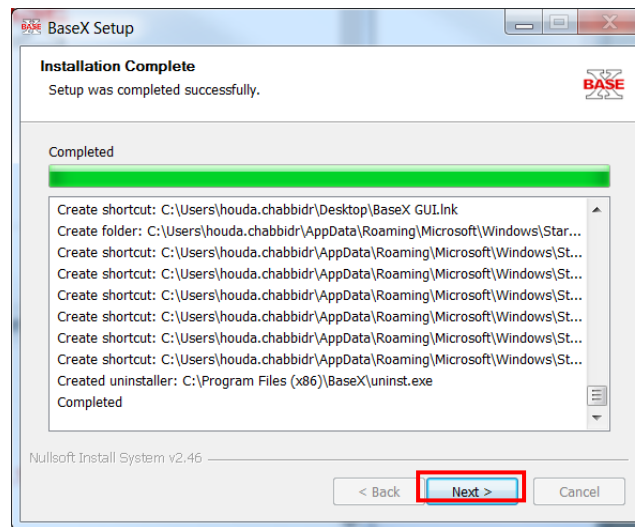 BASE BaseX Setup
Installation Complete
Setup was completed successfully.
BASE
X
Completed
Create shortcut: C:\Users\houda.chabbidr\Desktop\BaseX GUI.lnk
Create folder: C:\Users\houda.chabbidr\AppData\Roaming\Microsoft\Windows\Star...
Create shortcut: C:\Users\houda.chabbidr\AppData\Roaming\Microsoft\Windows\St...
Create shortcut: C:\Users\houda.chabbidr\AppData\Roaming\Microsoft\Windows\St...
Create shortcut: C:\Users\houda.chabbidr\AppData\Roaming\Microsoft\Windows\St...
Create shortcut: C:\Users\houda.chabbidr\AppData\Roaming\Microsoft\Windows\St...
Create shortcut: C:\Users\houda.chabbidr\AppData\Roaming\Microsoft\Windows\St...
Create shortcut: C:\Users\houda.chabbidr\AppData\Roaming\Microsoft\Windows\St...
Created uninstaller: C:\Program Files (x86)\BaseX\uninst.exe
Completed
Nullsoft Install System v2.46
< Back Next > Cancel